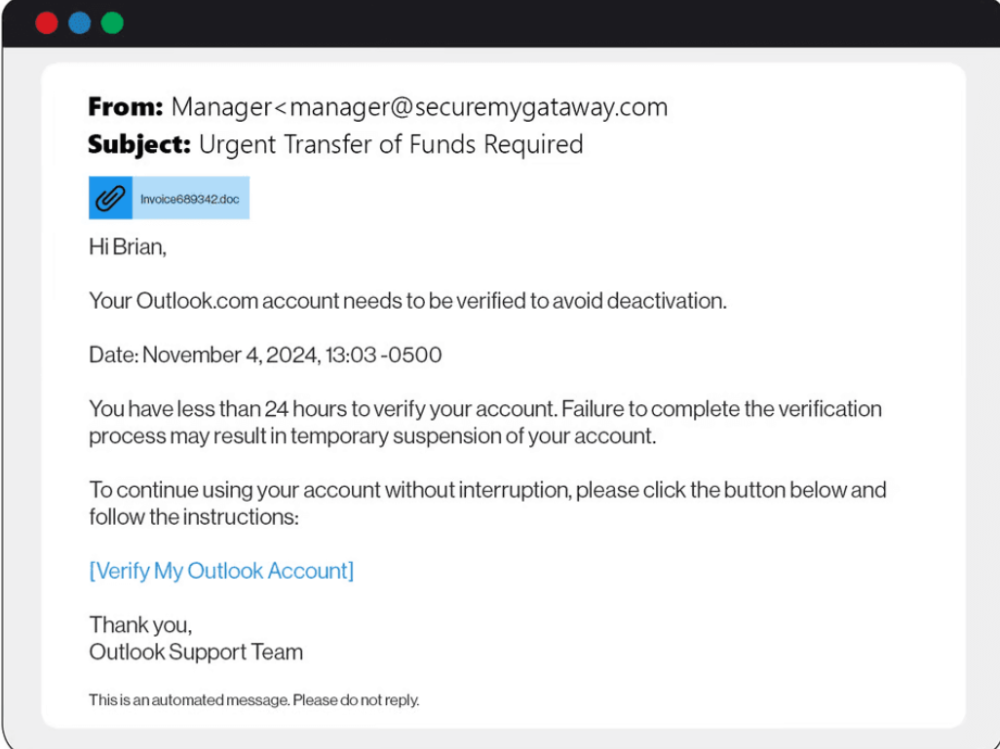 From: Manager<manager@securemygataway.com
Subject: Urgent Transfer of Funds Required
Invoice689342.doc
Hi Brian,
Your Outlook.com account needs to be verified to avoid deactivation.
Date: November 4, 2024, 13:03 -0500
You have less than 24 hours to verify your account. Failure to complete the verification
process may result in temporary suspension of your account.
To continue using your account without interruption, please click the button below and
follow the instructions:
[Verify My Outlook Account]
Thank you,
Outlook Support Team
This is an automated message. Please do not reply.